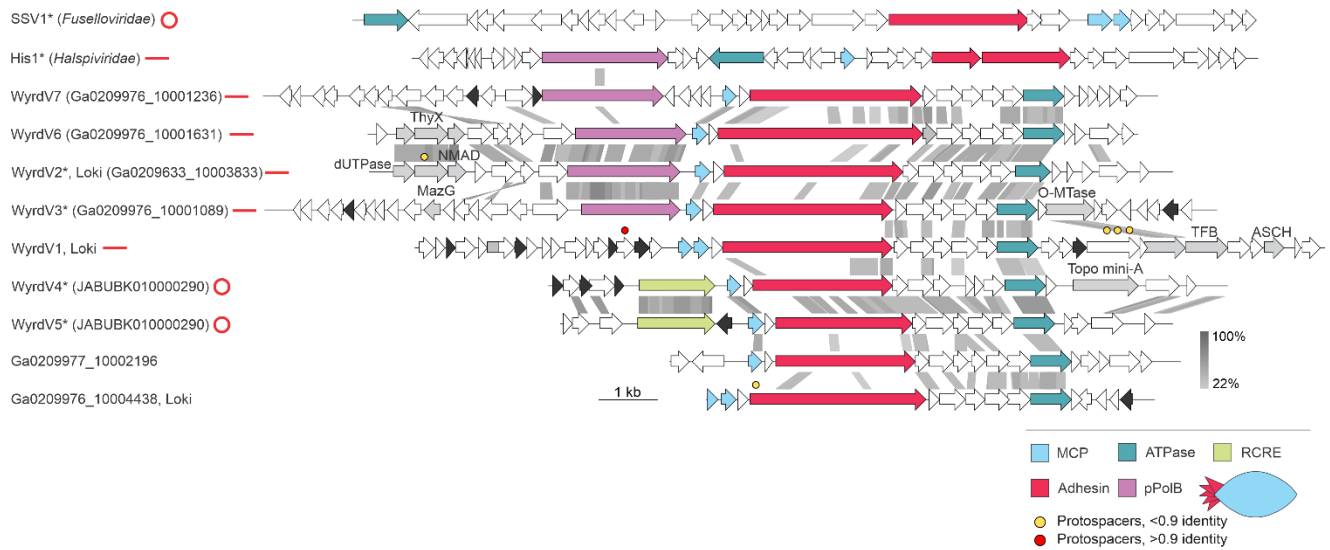 SSV1* (Fuselloviridae)
His1* (Halspiviridae)
WyrdV7 (Ga0209976_10001236)
ThyX
WyrdV6 (Ga0209976_10001631)
dUTPase
NMAD
WyrdV2*, Loki (Ga0209633_10003833)
MazG
O-MTase
WyrdV3* (Ga0209976_10001089)
TFB
ASCH
WyrdV1, Loki
Topo mini-A
WyrdV4* (JABUBK010000290)
WyrdV5* (JABUBK010000290)
100%
22%
Ga0209977_10002196
1 kb
Ga0209976_10004438, Loki
MCP
ATPase
RCRE
Adhesin
pPolB
Protospacers, <0.9 identity
Protospacers, >0.9 identity